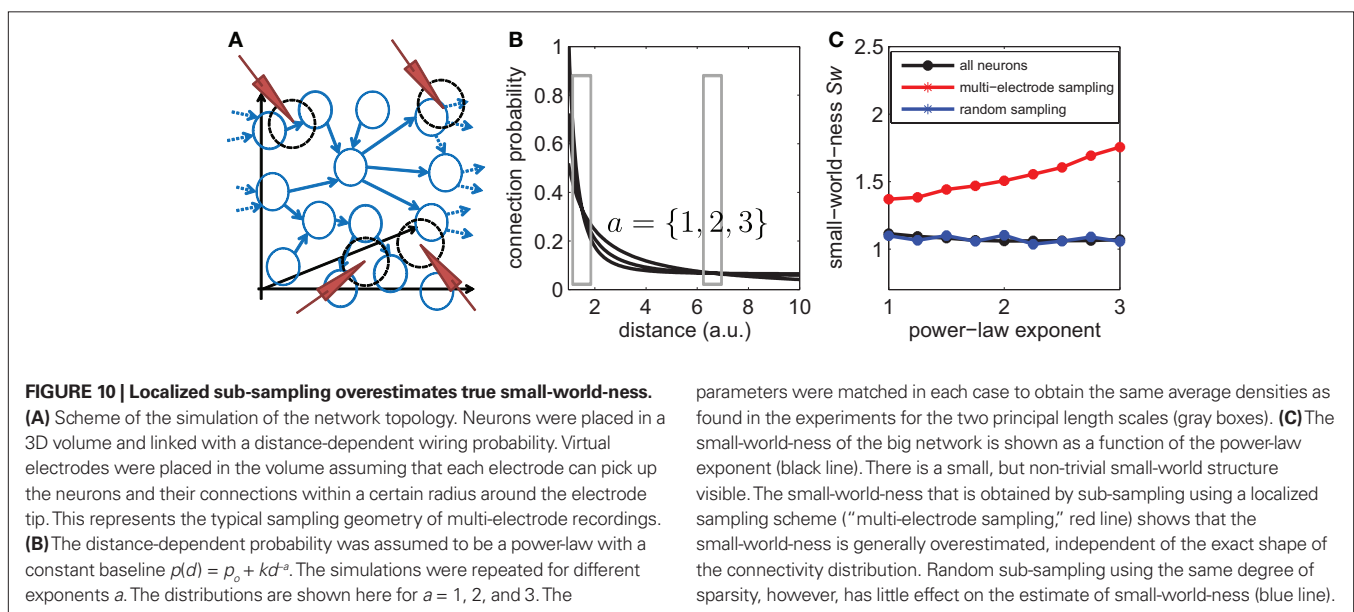 A
B
C
connection probability
1
0.8
0.6
0.4
0.2
0
a = {1, 2, 3}
2 4 6 8 10
distance (a.u.)
small−world−ness Sw
2.5
2
1.5
1
all neurons
multi−electrode sampling
random sampling
1 2 3
power−law exponent
FIGURE 10 | Localized sub-sampling overestimates true small-world-ness.
(A) Scheme of the simulation of the network topology. Neurons were placed in a
3D volume and linked with a distance-dependent wiring probability. Virtual
electrodes were placed in the volume assuming that each electrode can pick up
the neurons and their connections within a certain radius around the electrode
tip. This represents the typical sampling geometry of multi-electrode recordings.
(B) The distance-dependent probability was assumed to be a power-law with a
constant baseline p(d) = pₒ + kd⁻ᵃ. The simulations were repeated for different
exponents a. The distributions are shown here for a = 1, 2, and 3. The
parameters were matched in each case to obtain the same average densities as
found in the experiments for the two principal length scales (gray boxes). (C) The
small-world-ness of the big network is shown as a function of the power-law
exponent (black line). There is a small, but non-trivial small-world structure
visible. The small-world-ness that is obtained by sub-sampling using a localized
sampling scheme (“multi-electrode sampling,” red line) shows that the
small-world-ness is generally overestimated, independent of the exact shape of
the connectivity distribution. Random sub-sampling using the same degree of
sparsity, however, has little effect on the estimate of small-world-ness (blue line).